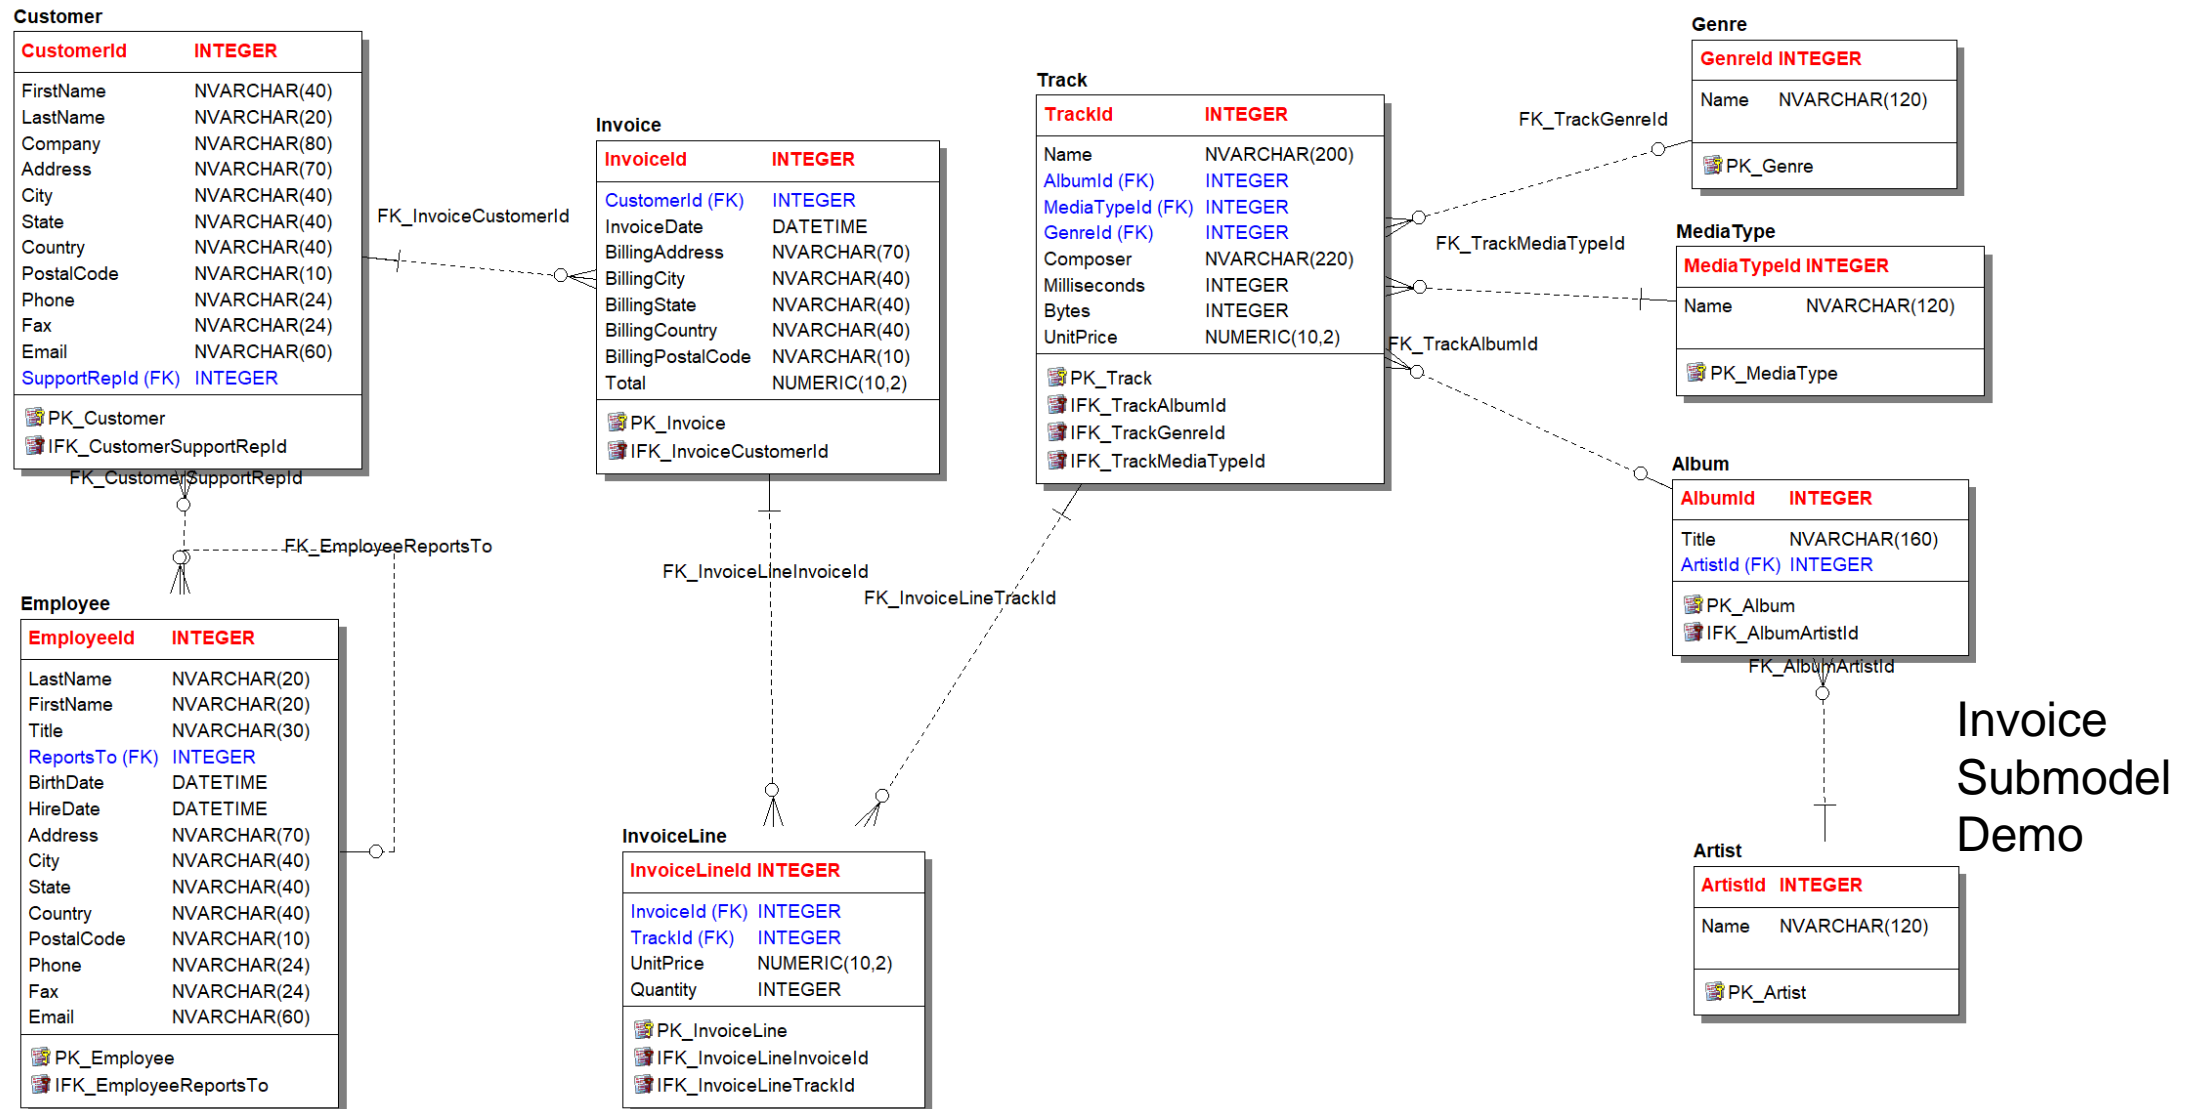 Customer
CustomerId INTEGER
FirstName NVARCHAR(40)
LastName NVARCHAR(20)
Company NVARCHAR(80)
Address NVARCHAR(70)
City NVARCHAR(40)
State NVARCHAR(40)
Country NVARCHAR(40)
PostalCode NVARCHAR(10)
Phone NVARCHAR(24)
Fax NVARCHAR(24)
Email NVARCHAR(60)
SupportRepId (FK) INTEGER
PK_Customer
IFK_CustomerSupportRepId
FK_CustomerSupportRepId
FK_EmployeeReportsTo
Employee
EmployeeId INTEGER
LastName NVARCHAR(20)
FirstName NVARCHAR(20)
Title NVARCHAR(30)
ReportsTo (FK) INTEGER
BirthDate DATETIME
HireDate DATETIME
Address NVARCHAR(70)
City NVARCHAR(40)
State NVARCHAR(40)
Country NVARCHAR(40)
PostalCode NVARCHAR(10)
Phone NVARCHAR(24)
Fax NVARCHAR(24)
Email NVARCHAR(60)
PK_Employee
IFK_EmployeeReportsTo
FK_InvoiceCustomerId
Invoice
InvoiceId INTEGER
CustomerId (FK) INTEGER
InvoiceDate DATETIME
BillingAddress NVARCHAR(70)
BillingCity NVARCHAR(40)
BillingState NVARCHAR(40)
BillingCountry NVARCHAR(40)
BillingPostalCode NVARCHAR(10)
Total NUMERIC(10,2)
PK_Invoice
IFK_InvoiceCustomerId
FK_InvoiceLineInvoiceId
FK_InvoiceLineTrackId
InvoiceLine
InvoiceLineId INTEGER
InvoiceId (FK) INTEGER
TrackId (FK) INTEGER
UnitPrice NUMERIC(10,2)
Quantity INTEGER
PK_InvoiceLine
IFK_InvoiceLineInvoiceId
IFK_InvoiceLineTrackId
Track
TrackId INTEGER
Name NVARCHAR(200)
AlbumId (FK) INTEGER
MediaTypeId (FK) INTEGER
GenreId (FK) INTEGER
Composer NVARCHAR(220)
Milliseconds INTEGER
Bytes INTEGER
UnitPrice NUMERIC(10,2)
PK_Track
IFK_TrackAlbumId
IFK_TrackGenreId
IFK_TrackMediaTypeId
FK_TrackGenreId
FK_TrackMediaTypeId
FK_TrackAlbumId
Genre
GenreId INTEGER
Name NVARCHAR(120)
PK_Genre
MediaType
MediaTypeId INTEGER
Name NVARCHAR(120)
PK_MediaType
Album
AlbumId INTEGER
Title NVARCHAR(160)
ArtistId (FK) INTEGER
PK_Album
IFK_AlbumArtistId
FK_AlbumArtistId
Artist
ArtistId INTEGER
Name NVARCHAR(120)
PK_Artist
Invoice
Submodel
Demo